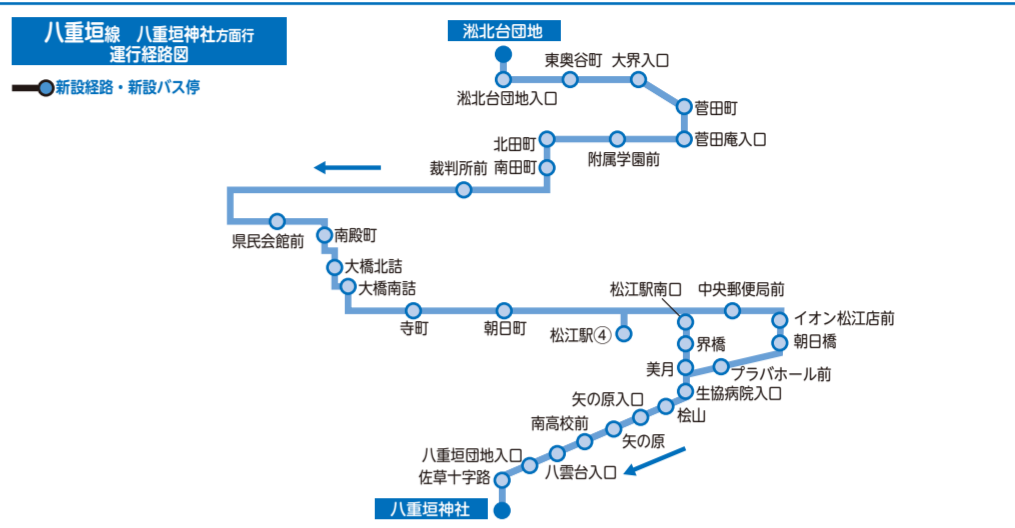 八重垣線 八重垣神社方面行
運行経路図
新設経路・新設バス停
淞北台団地
東奥谷町 大界入口
淞北台団地入口
菅田町
北田町
菅田庵入口
附属学園前
裁判所前 南田町
県民会館前
南殿町
大橋北詰
大橋南詰
松江駅南口 中央郵便局前
イオン松江店前
寺町
朝日町
松江駅④
界橋
朝日橋
美月
プラバホール前
生協病院入口
矢の原入口
桧山
南高校前
矢の原
八重垣団地入口
八雲台入口
佐草十字路
八重垣神社